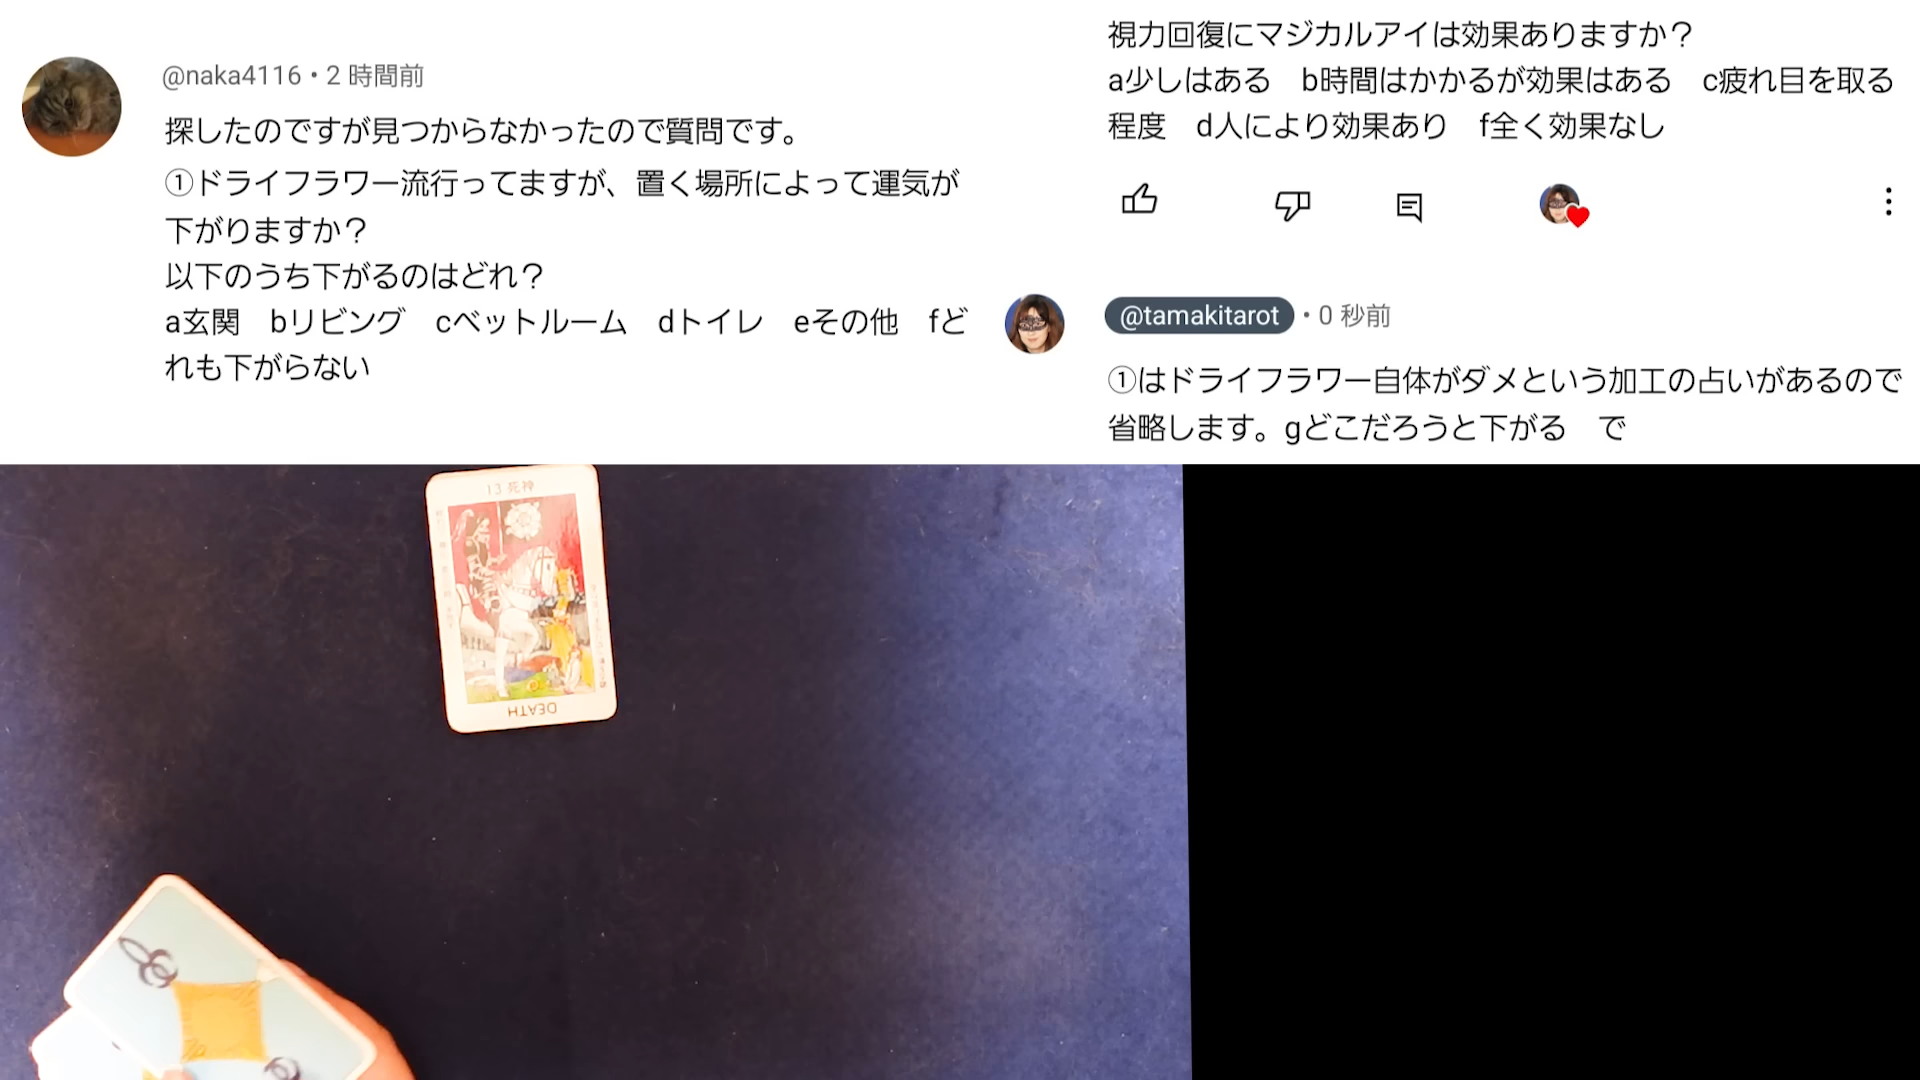 @naka4116・2 時間前
探したのですが見つからなかったので質問です。
①ドライフラワー流行ってますが、置く場所によって運気が
下がりますか？
以下のうち下がるのはどれ？
a玄関　bリビング　cベットルーム　dトイレ　eその他　fど
れも下がらない
視力回復にマジカルアイは効果ありますか？
a少しはある　b時間はかかるが効果はある　c疲れ目を取る
程度　d人により効果あり　f全く効果なし
@tamakitarot・0 秒前
①はドライフラワー自体がダメという加工の占いがあるので
省略します。gどこだろうと下がる　で
13 死神
DEATH